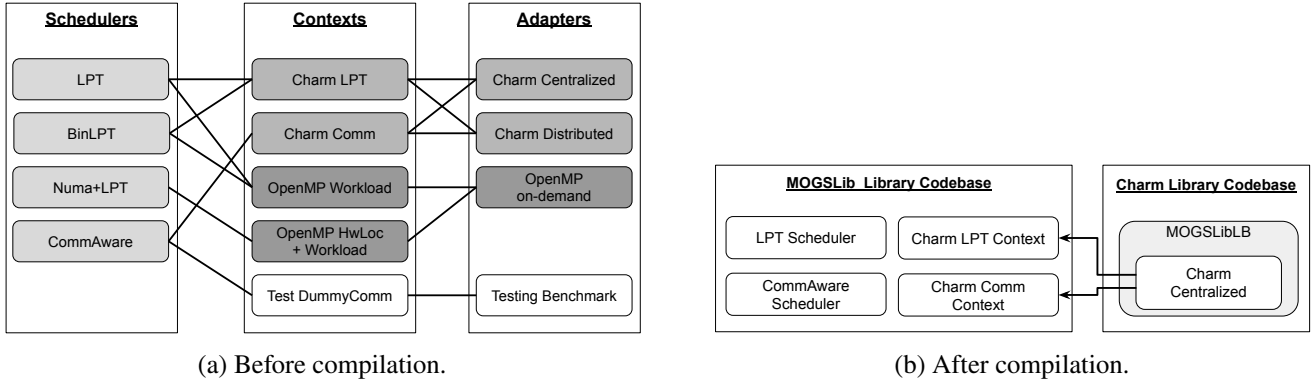 Schedulers
LPT
BinLPT
Numa+LPT
CommAware
Contexts
Charm LPT
Charm Comm
OpenMP Workload
OpenMP HwLoc
+ Workload
Test DummyComm
Adapters
Charm Centralized
Charm Distributed
OpenMP
on-demand
Testing Benchmark
(a) Before compilation.
MOGSLib Library Codebase
LPT Scheduler
Charm LPT Context
CommAware
Scheduler
Charm Comm
Context
Charm Library Codebase
MOGSLibLB
Charm
Centralized
(b) After compilation.